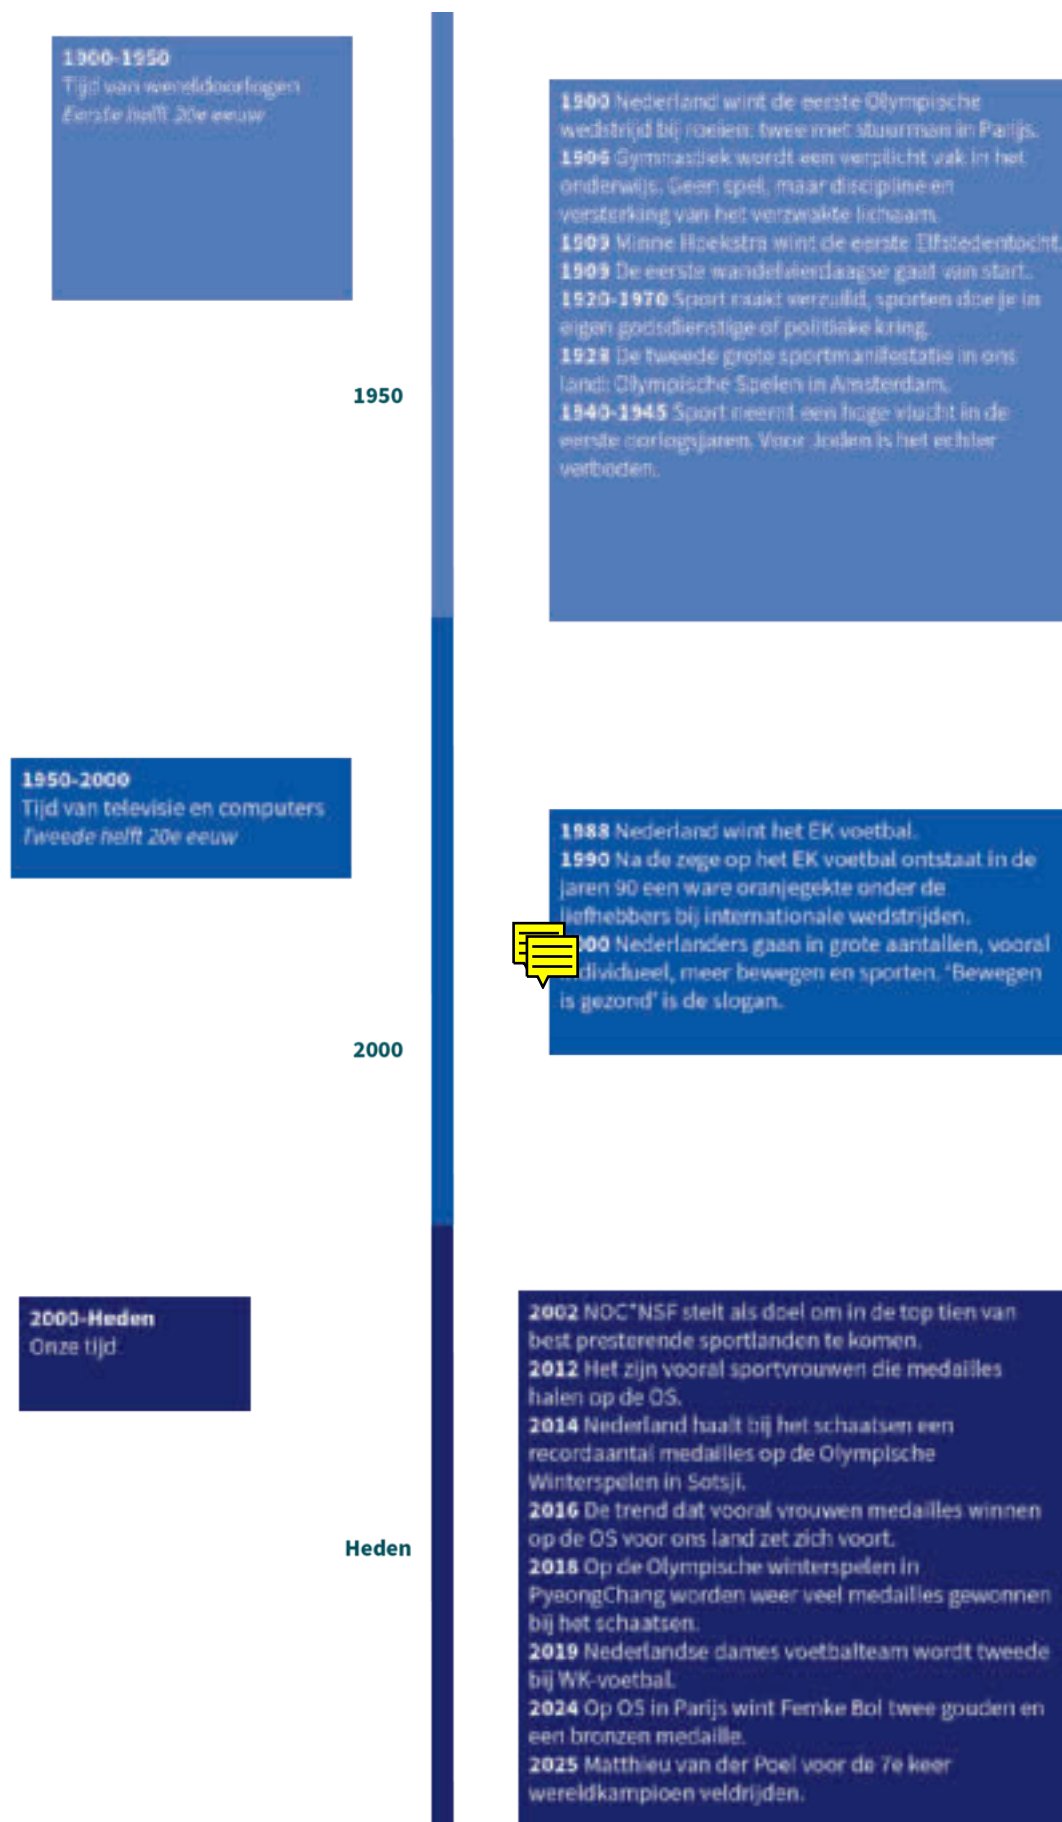 1900-1950
Tijd van wereldoorlogen
Eerste helft 20e eeuw
1900 Nederland wint de eerste Olympische
wedstrijd bij roeien: twee met stuurman in Parijs.
1906 Gymnastiek wordt een verplicht vak in het
onderwijs. Geen spel, maar discipline en
versterking van het verzwakte lichaam.
1909 Minne Hoekstra wint de eerste Elfstedentocht.
1909 De eerste wandelvierdaagse gaat van start.
1920-1970 Sport raakt verzuild, sporten doe je in
eigen godsdienstige of politieke kring.
1928 De tweede grote sportmanifestatie in ons
land: Olympische Spelen in Amsterdam.
1940-1945 Sport neemt een hoge vlucht in de
eerste oorlogsjaren. Voor Joden is het echter
verboden.
1950
1950-2000
Tijd van televisie en computers
Tweede helft 20e eeuw
1988 Nederland wint het EK voetbal.
1990 Na de zege op het EK voetbal ontstaat in de
jaren 90 een ware oranjegekte onder de
liefhebbers bij internationale wedstrijden.
000 Nederlanders gaan in grote aantallen, vooral
individueel, meer bewegen en sporten. ‘Bewegen
is gezond’ is de slogan.
2000
2000-Heden
Onze tijd
2002 NOC*NSF stelt als doel om in de top tien van
best presterende sportlanden te komen.
2012 Het zijn vooral sportvrouwen die medailles
halen op de OS.
2014 Nederland haalt bij het schaatsen een
recordaantal medailles op de Olympische
Winterspelen in Sotsji.
2016 De trend dat vooral vrouwen medailles winnen
op de OS voor ons land zet zich voort.
2018 Op de Olympische winterspelen in
PyeongChang worden weer veel medailles gewonnen
bij het schaatsen.
2019 Nederlandse dames voetbalteam wordt tweede
bij WK-voetbal.
2024 Op OS in Parijs wint Femke Bol twee gouden en
een bronzen medaille.
2025 Matthieu van der Poel voor de 7e keer
wereldkampioen veldrijden.
Heden